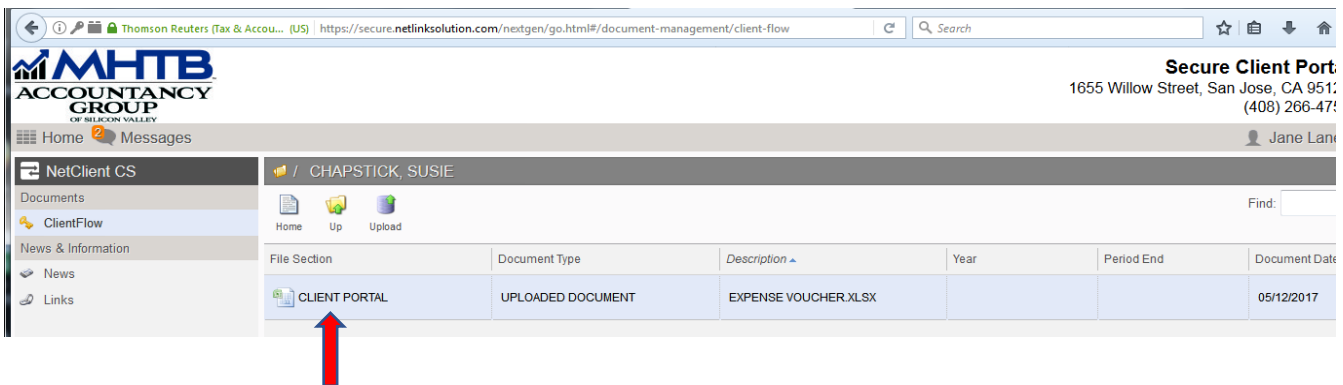 Thomson Reuters (Tax & Accou... (US) https://secure.netlinksolution.com/nextgen/go.html#/document-management/client-flow Search
MHTB
ACCOUNTANCY
GROUP
OF SILICON VALLEY
Secure Client Porta
1655 Willow Street, San Jose, CA 9512
(408) 266-475
Home 2 Messages Jane Lane
NetClient CS
Documents
ClientFlow
News & Information
News
Links
/ CHAPSTICK, SUSIE
Home Up Upload Find:
File Section Document Type Description Year Period End Document Date
CLIENT PORTAL UPLOADED DOCUMENT EXPENSE VOUCHER.XLSX 05/12/2017